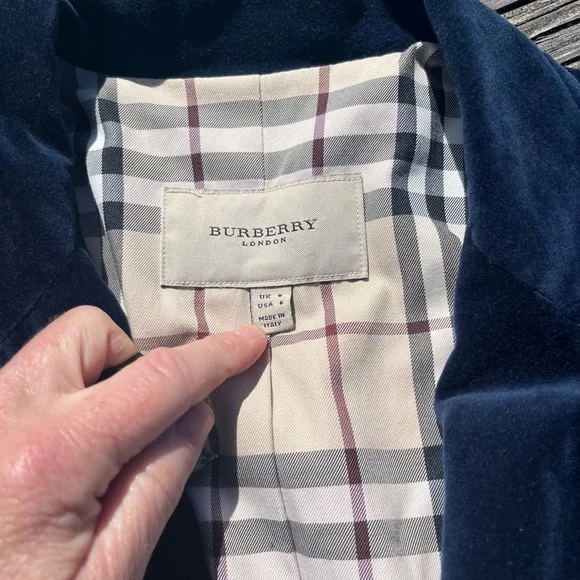 BURBERRY
LONDON
UK 8
USA 6
MADE IN
ITALY